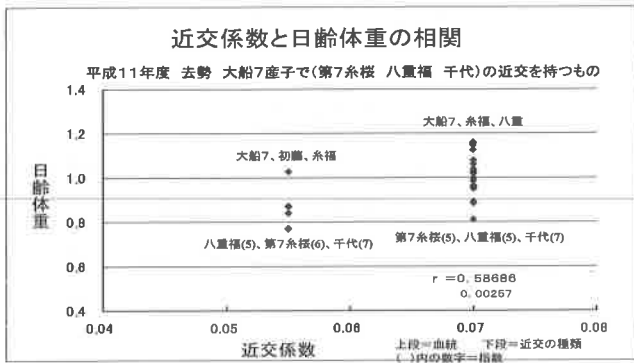 近交係数と日齢体重の相関
平成11年度 去勢 大船7産子で(第7糸桜 八重福 千代)の近交を持つもの
1.4
1.2
1.0
0.8
0.6
0.4
日齢体重
大船7、初藤、糸福
大船7、糸福、八重
八重福(5)、第7糸桜(6)、千代(7)
第7糸桜(5)、八重福(5)、千代(7)
r =0.58686
0.00257
0.04 0.05 0.06 0.07 0.08
近交係数
上段=血統 下段=近交の種類
( )内の数字=指数